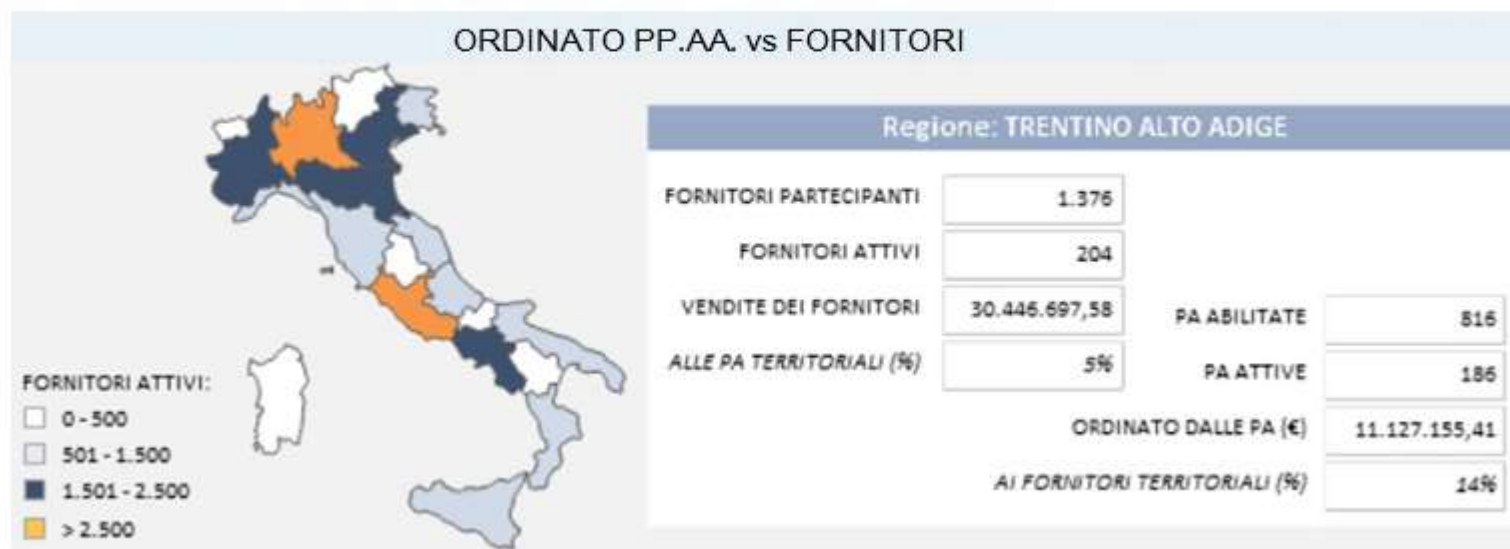 ORDINATO PP.AA. vs FORNITORI
Regione: TRENTINO ALTO ADIGE
FORNITORI PARTECIPANTI 1.376
FORNITORI ATTIVI 204
VENDITE DEI FORNITORI 30.446.697,58
ALLE PA TERRITORIALI (%) 5%
PA ABILITATE 816
PA ATTIVE 186
ORDINATO DALLE PA (€) 11.127.155,41
AI FORNITORI TERRITORIALI (%) 14%
FORNITORI ATTIVI:
0 - 500
501 - 1.500
1.501 - 2.500
> 2.500